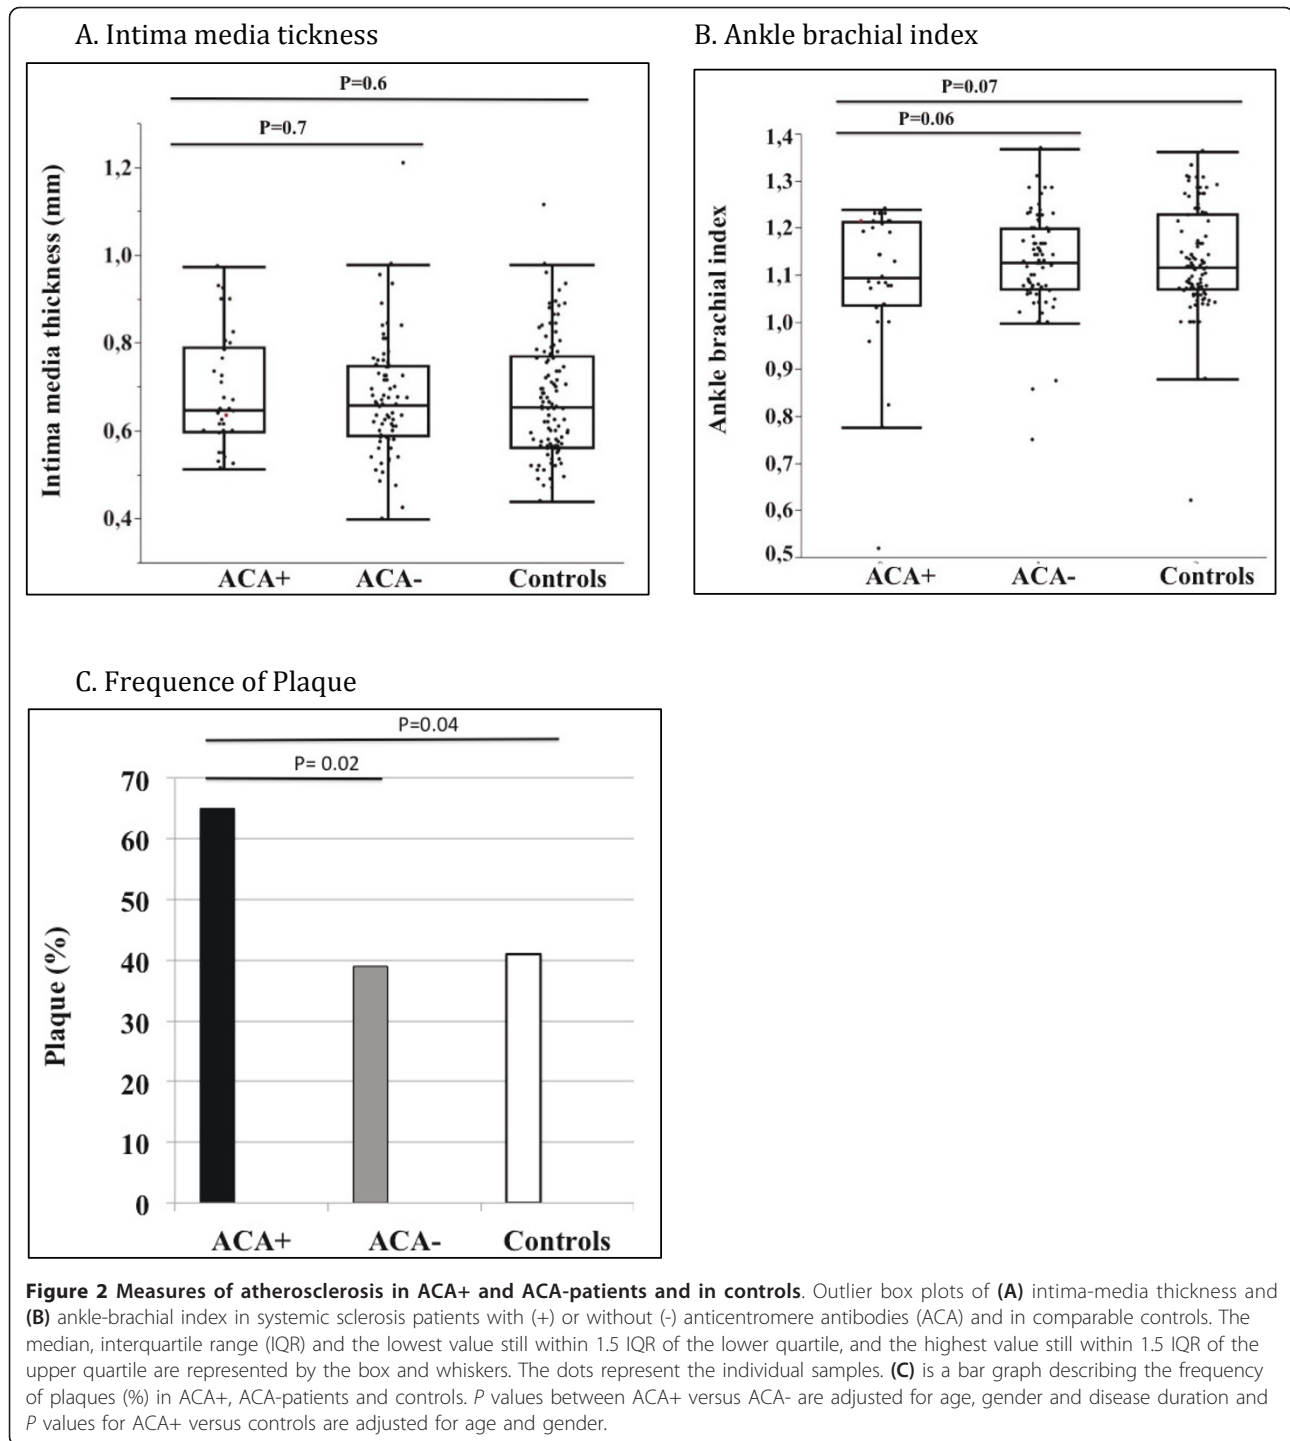 A. Intima media tickness
P=0.6
P=0.7
Intima media thickness (mm)
1,2
1,0
0,8
0,6
0,4
ACA+ ACA- Controls
B. Ankle brachial index
P=0.07
P=0.06
Ankle brachial index
1,4
1,3
1,2
1,1
1,0
0,9
0,8
0,7
0,6
0,5
ACA+ ACA- Controls
C. Frequence of Plaque
P=0.04
P= 0.02
Plaque (%)
70
60
50
40
30
20
10
0
ACA+ ACA- Controls
Figure 2 Measures of atherosclerosis in ACA+ and ACA-patients and in controls. Outlier box plots of (A) intima-media thickness and
(B) ankle-brachial index in systemic sclerosis patients with (+) or without (-) anticentromere antibodies (ACA) and in comparable controls. The
median, interquartile range (IQR) and the lowest value still within 1.5 IQR of the lower quartile, and the highest value still within 1.5 IQR of the
upper quartile are represented by the box and whiskers. The dots represent the individual samples. (C) is a bar graph describing the frequency
of plaques (%) in ACA+, ACA-patients and controls. P values between ACA+ versus ACA- are adjusted for age, gender and disease duration and
P values for ACA+ versus controls are adjusted for age and gender.